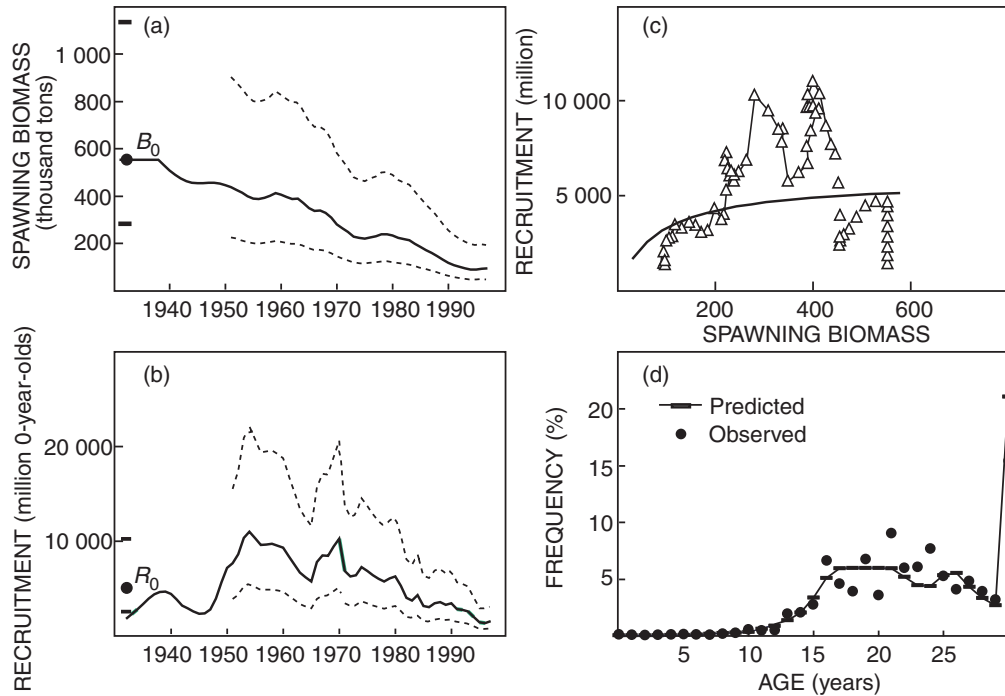 (a)
SPAWNING BIOMASS
(thousand tons)
1 000
800
600
400
200
B0
1940 1950 1960 1970 1980 1990
(b)
RECRUITMENT (million 0-year-olds)
20 000
10 000
R0
1940 1950 1960 1970 1980 1990
(c)
RECRUITMENT (million)
10 000
5 000
200 400 600
SPAWNING BIOMASS
(d)
FREQUENCY (%)
20
15
10
5
Predicted
Observed
5 10 15 20 25
AGE (years)